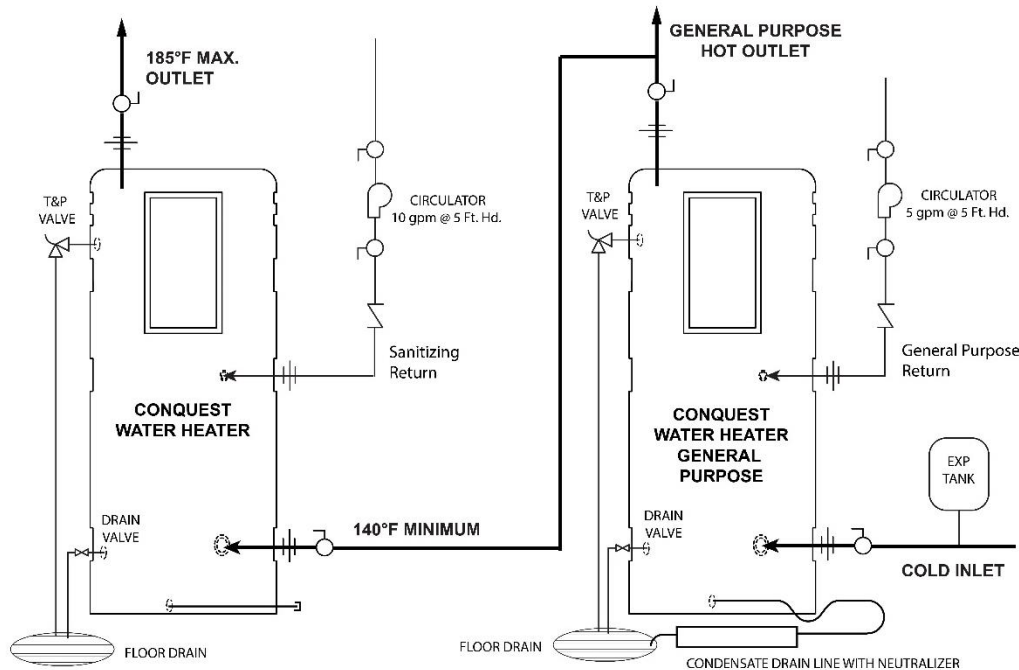 185°F MAX.
OUTLET
GENERAL PURPOSE
HOT OUTLET
T&P
VALVE
CIRCULATOR
10 gpm @ 5 Ft. Hd.
T&P
VALVE
CIRCULATOR
5 gpm @ 5 Ft. Hd.
Sanitizing
Return
General Purpose
Return
CONQUEST
WATER HEATER
CONQUEST
WATER HEATER
GENERAL
PURPOSE
EXP
TANK
DRAIN
VALVE
140°F MINIMUM
DRAIN
VALVE
COLD INLET
FLOOR DRAIN
FLOOR DRAIN
CONDENSATE DRAIN LINE WITH NEUTRALIZER